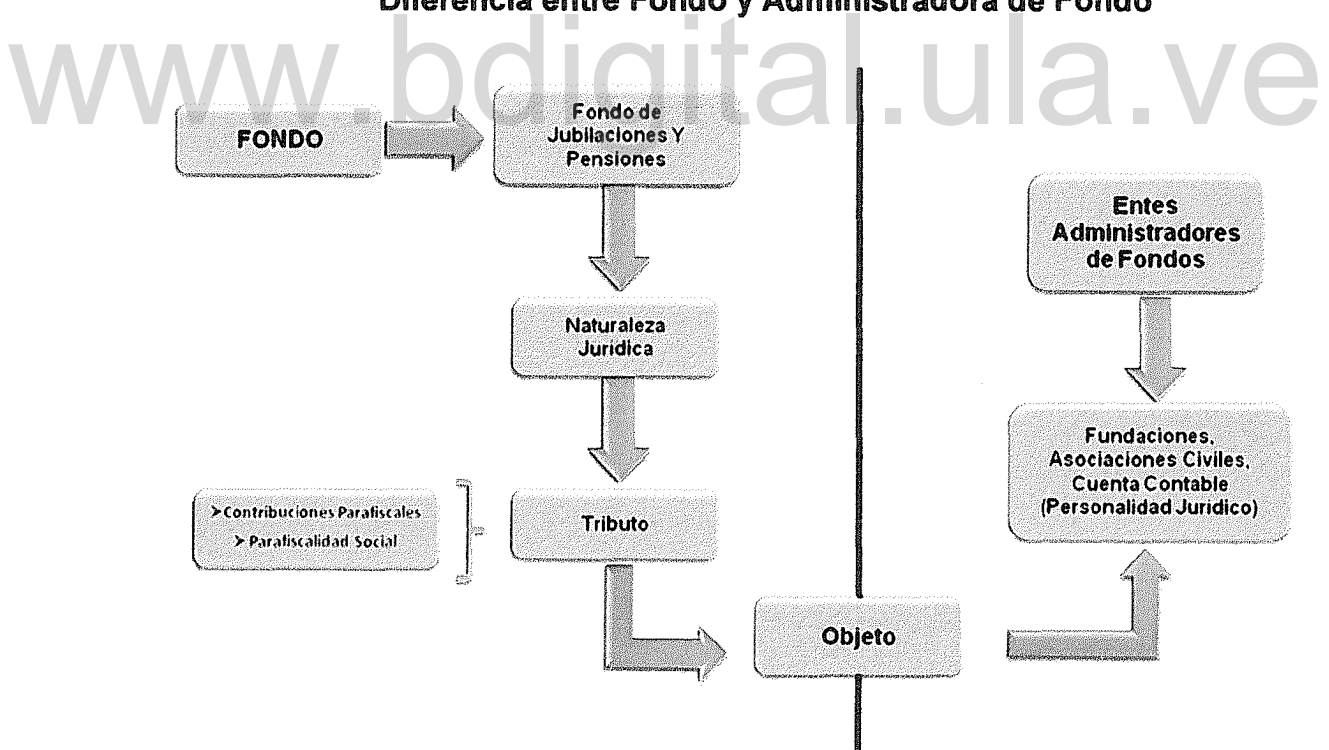 Diferencia entre Fondo y Administradora de Fondo
www.bdigital.ula.ve
FONDO
Fondo de
Jubilaciones Y
Pensiones
Naturaleza
Jurídica
➢Contribuciones Parafiscales
➢Parafiscalidad Social
Tributo
Objeto
Entes
Administradores
de Fondos
Fundaciones,
Asociaciones Civiles,
Cuenta Contable
(Personalidad Jurídico)